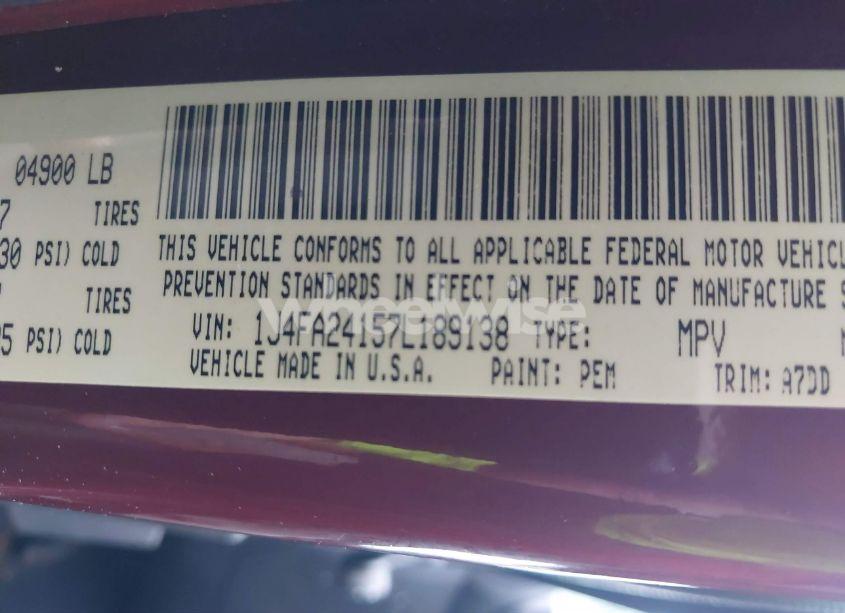 04900 LB
7 TIRES
30 PSI) COLD
TIRES
5 PSI) COLD
THIS VEHICLE CONFORMS TO ALL APPLICABLE FEDERAL MOTOR VEHICL
PREVENTION STANDARDS IN EFFECT ON THE DATE OF MANUFACTURE S
VIN: 1J4FA24157L189138 TYPE: MPV
VEHICLE MADE IN U.S.A. PAINT: PEM TRIM: A7DD
wheelwise